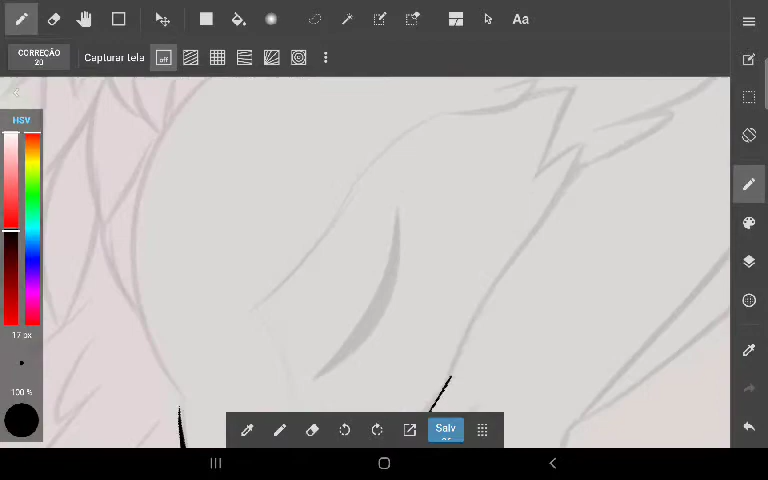 Aa
CORREÇÃO
20
Capturar tela
off
HSV
17 px
100 %
Salv